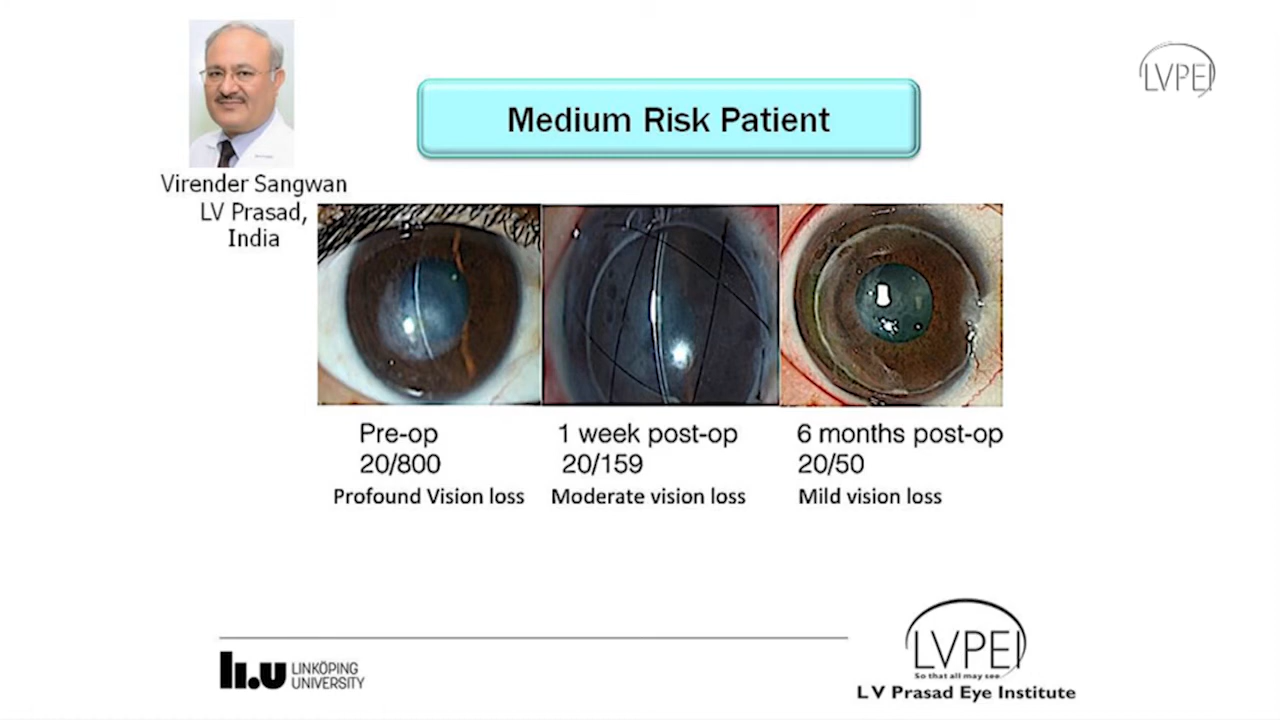 LVPEI
Medium Risk Patient
Virender Sangwan
LV Prasad,
India
Pre-op
20/800
Profound Vision loss
1 week post-op
20/159
Moderate vision loss
6 months post-op
20/50
Mild vision loss
li.u LINKÖPING
UNIVERSITY
LVPEI
So that all may see
L V Prasad Eye Institute